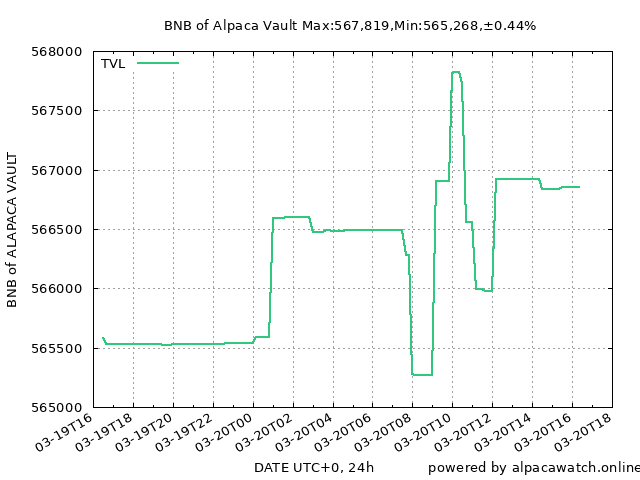 BNB of Alpaca Vault Max:567,819,Min:565,268,±0.44%
TVL
568000
567500
567000
566500
566000
565500
565000
BNB of ALAPACA VAULT
03-19T16
03-19T18
03-19T20
03-19T22
03-20T00
03-20T02
03-20T04
03-20T06
03-20T08
03-20T10
03-20T12
03-20T14
03-20T16
03-20T18
DATE UTC+0, 24h
powered by alpacawatch.online